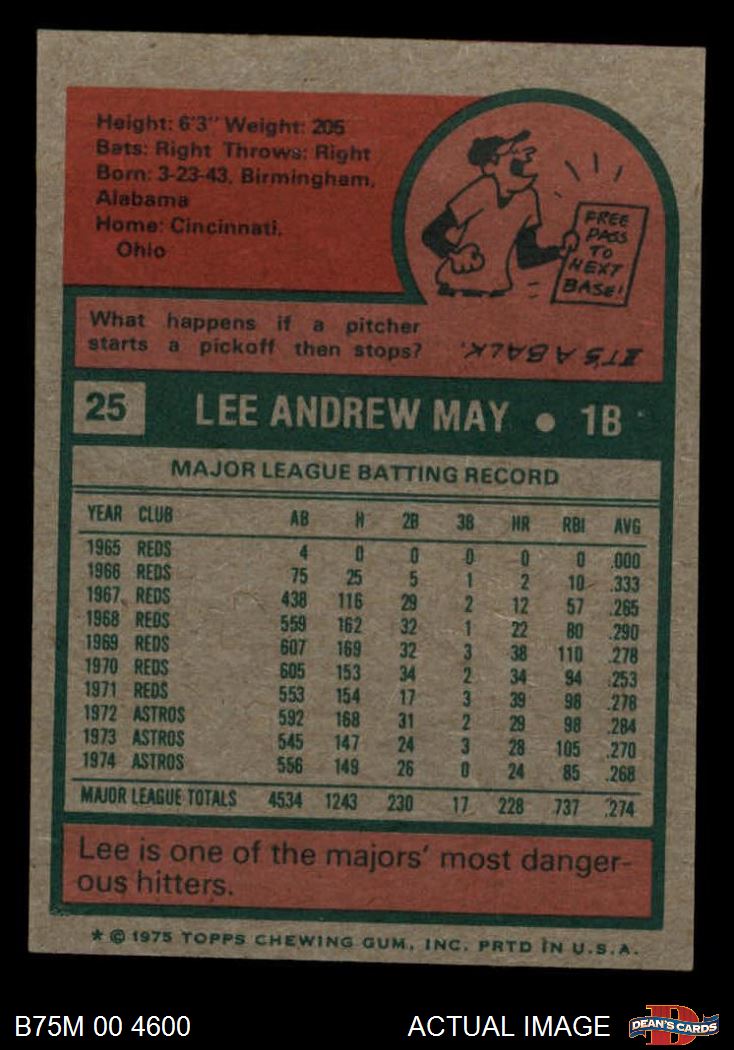 Height: 6'3" Weight: 205
Bats: Right Throws: Right
Born: 3-23-43, Birmingham,
Alabama
Home: Cincinnati,
Ohio
FREE
PASS
TO
NEXT
BASE!
What happens if a pitcher
starts a pickoff then stops?
IT'S A BALK.
25 LEE ANDREW MAY • 1B
MAJOR LEAGUE BATTING RECORD
YEAR CLUB AB H 2B 3B HR RBI AVG
1965 REDS 4 0 0 0 0 0 .000
1966 REDS 75 25 5 1 2 10 .333
1967 REDS 438 116 29 2 12 57 .265
1968 REDS 559 162 32 1 22 80 .290
1969 REDS 607 169 32 3 38 110 .278
1970 REDS 605 153 34 2 34 94 .253
1971 REDS 553 154 17 3 39 98 .278
1972 ASTROS 592 168 31 2 29 98 .284
1973 ASTROS 545 147 24 3 28 105 .270
1974 ASTROS 556 149 26 0 24 85 .268
MAJOR LEAGUE TOTALS 4534 1243 230 17 228 737 .274
Lee is one of the majors' most danger-
ous hitters.
* © 1975 TOPPS CHEWING GUM, INC. PRTD IN U.S.A.
B75M 00 4600 ACTUAL IMAGE
DEAN'S CARDS